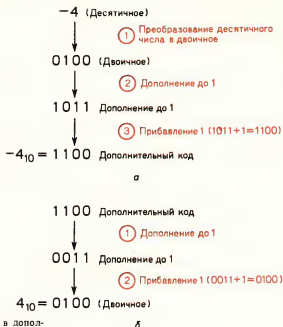 −4 (Десятичное)
① Преобразование десятичного
числа в двоичное
0100 (Двоичное)
② Дополнение до 1
1011 Дополнение до 1
③ Прибавление 1 (1011+1=1100)
−4₁₀ = 1100 Дополнительный код
а
1100 Дополнительный код
① Дополнение до 1
0011 Дополнение до 1
② Прибавление 1 (0011+1=0100)
4₁₀ = 0100 (Двоичное)
в допол- б